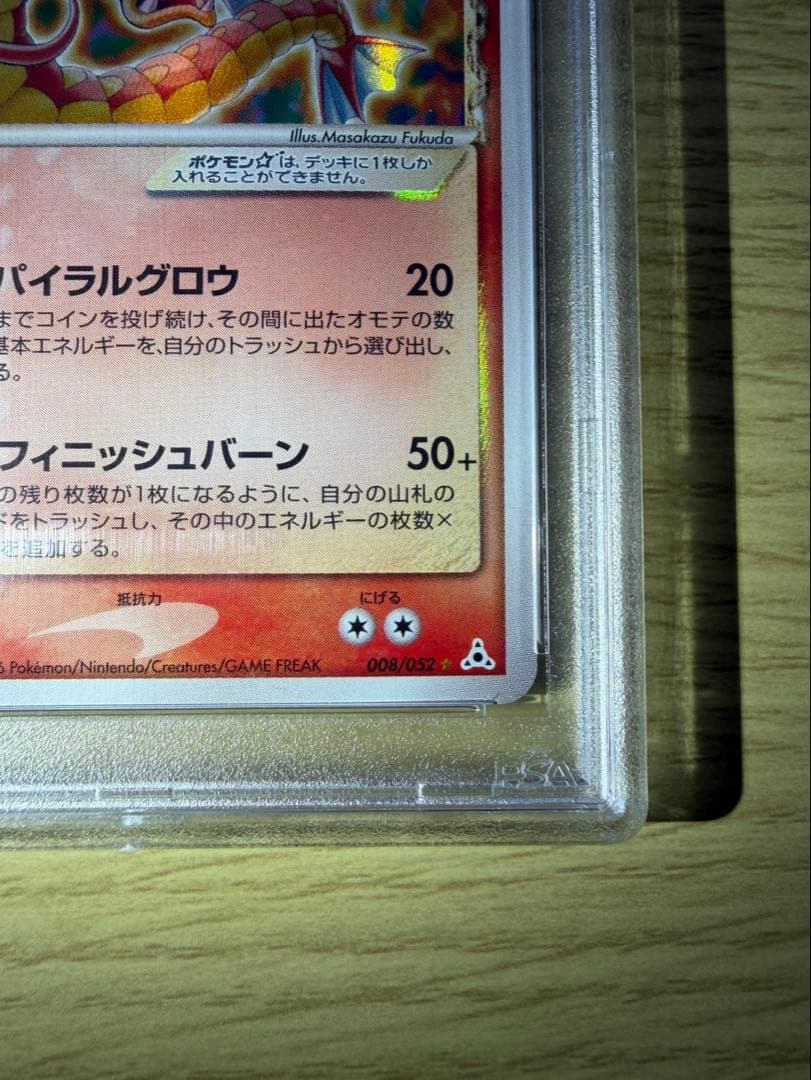 Illus.Masakazu Fukuda
ポケモン☆は、デッキに1枚しか
入れることができません。
パイラルグロウ 20
までコインを投げ続け、その間に出たオモテの数
基本エネルギーを、自分のトラッシュから選び出し、
る。
フィニッシュバーン 50+
の残り枚数が1枚になるように、自分の山札の
ドをトラッシュし、その中のエネルギーの枚数×
を追加する。
抵抗力 にげる
6 Pokémon/Nintendo/Creatures/GAME FREAK 008/052 ★
PSA